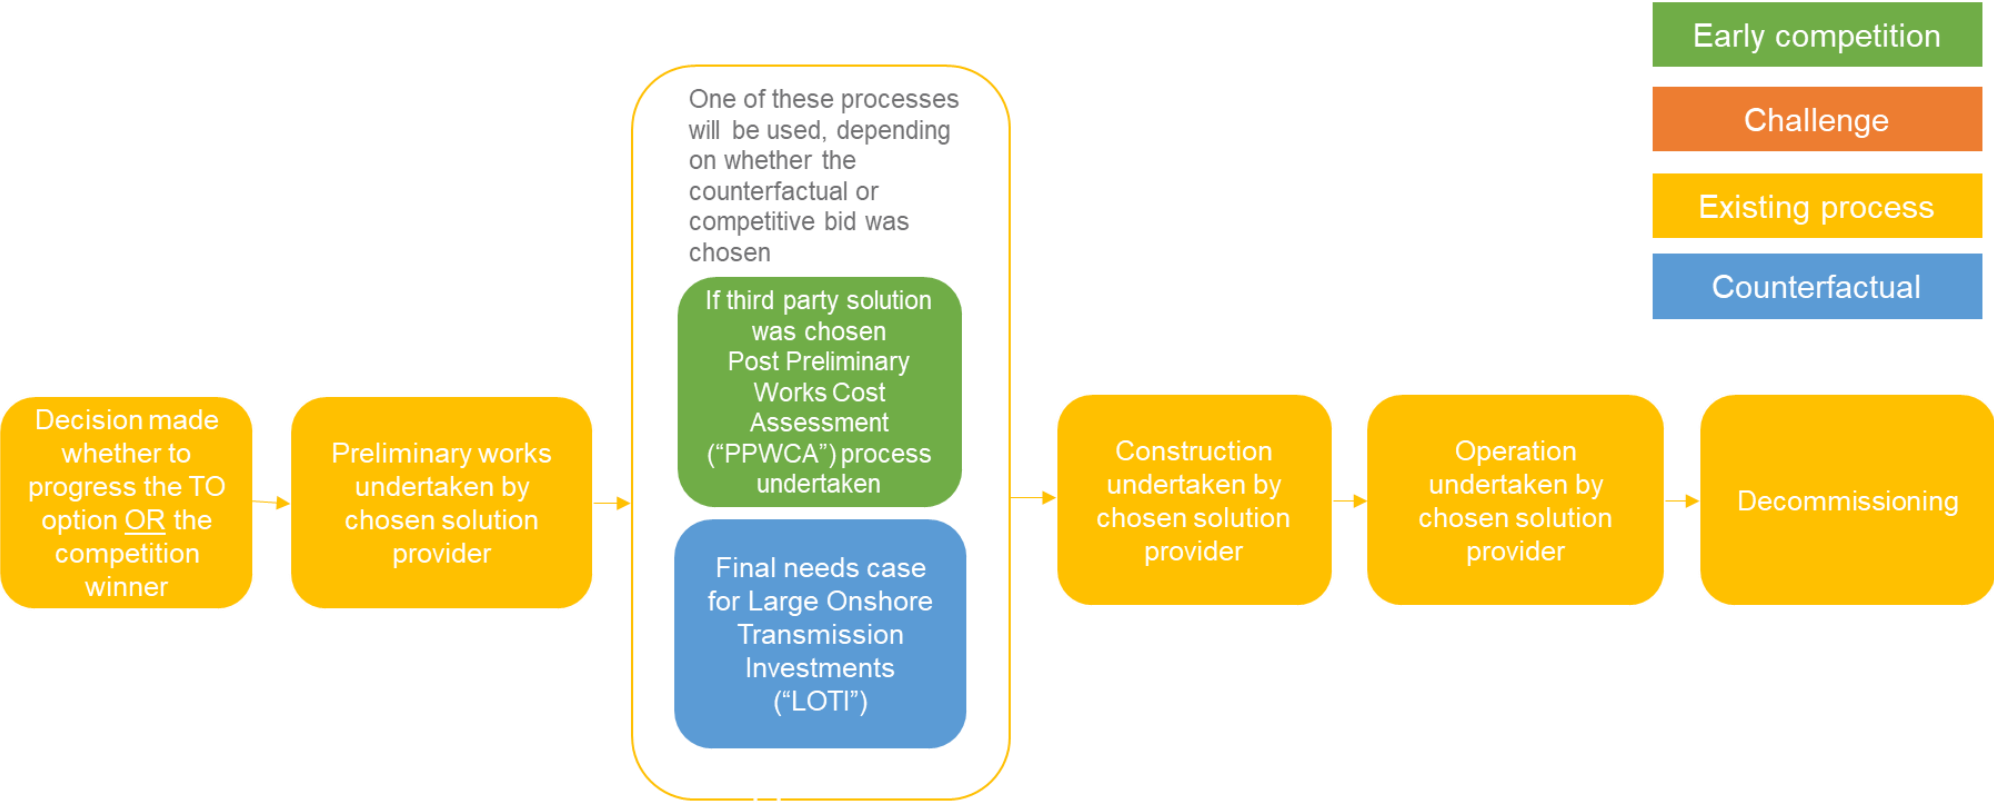 Early competition
Challenge
Existing process
Counterfactual
One of these processes
will be used, depending
on whether the
counterfactual or
competitive bid was
chosen
If third party solution
was chosen
Post Preliminary
Works Cost
Assessment
(“PPWCA”) process
undertaken
Final needs case
for Large Onshore
Transmission
Investments
(“LOTI”)
Decision made
whether to
progress the TO
option OR the
competition
winner
Preliminary works
undertaken by
chosen solution
provider
Construction
undertaken by
chosen solution
provider
Operation
undertaken by
chosen solution
provider
Decommissioning